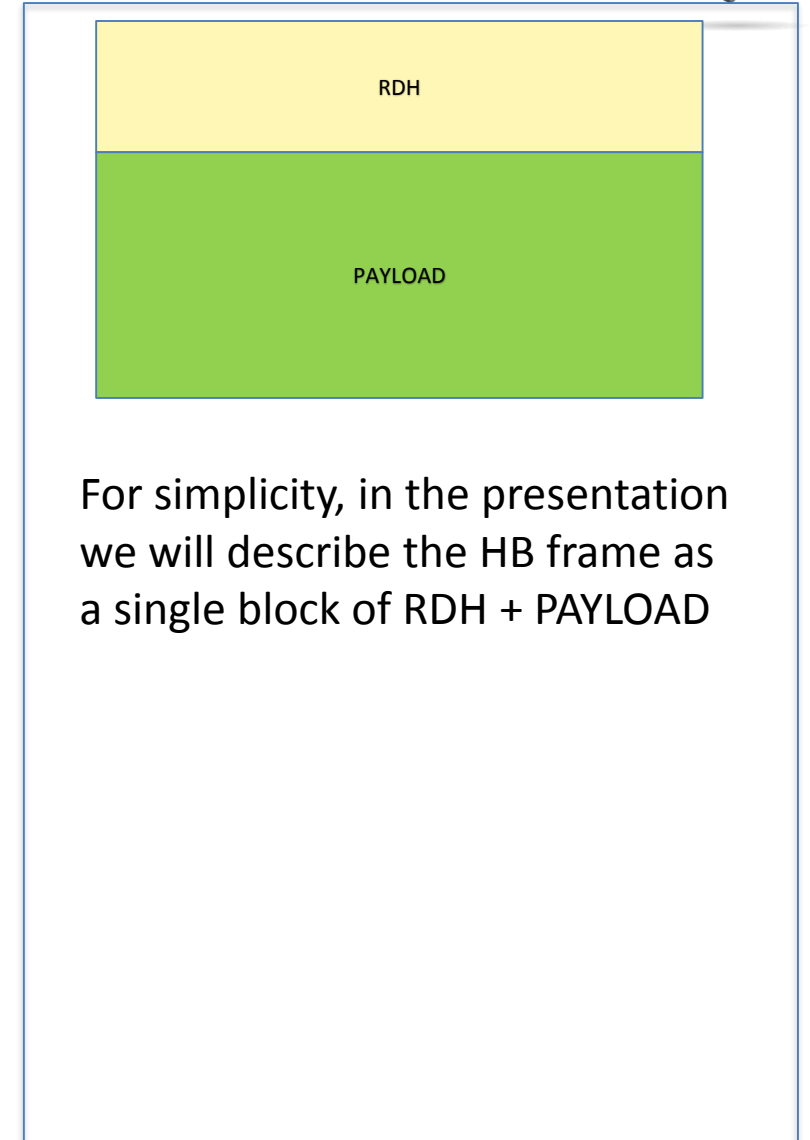 RDH
PAYLOAD
For simplicity, in the presentation
we will describe the HB frame as
a single block of RDH + PAYLOAD